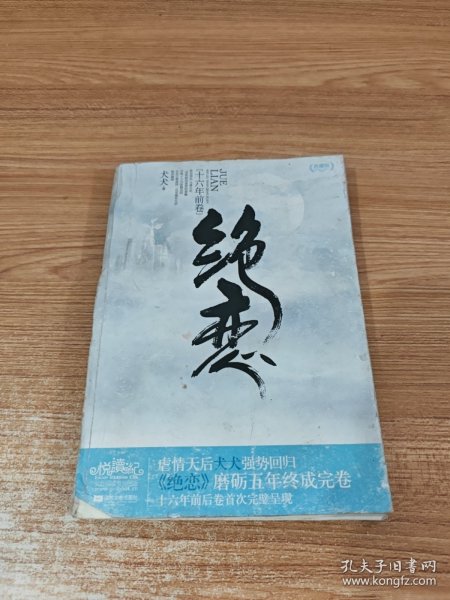 JUE
LIAN
十六年前卷
犬犬
绝恋
悦读纪
虐情天后犬犬强势回归
《绝恋》磨砺五年终成完卷
十六年前后卷首次完璧呈现
孔夫子旧书网
www.kongfz.com